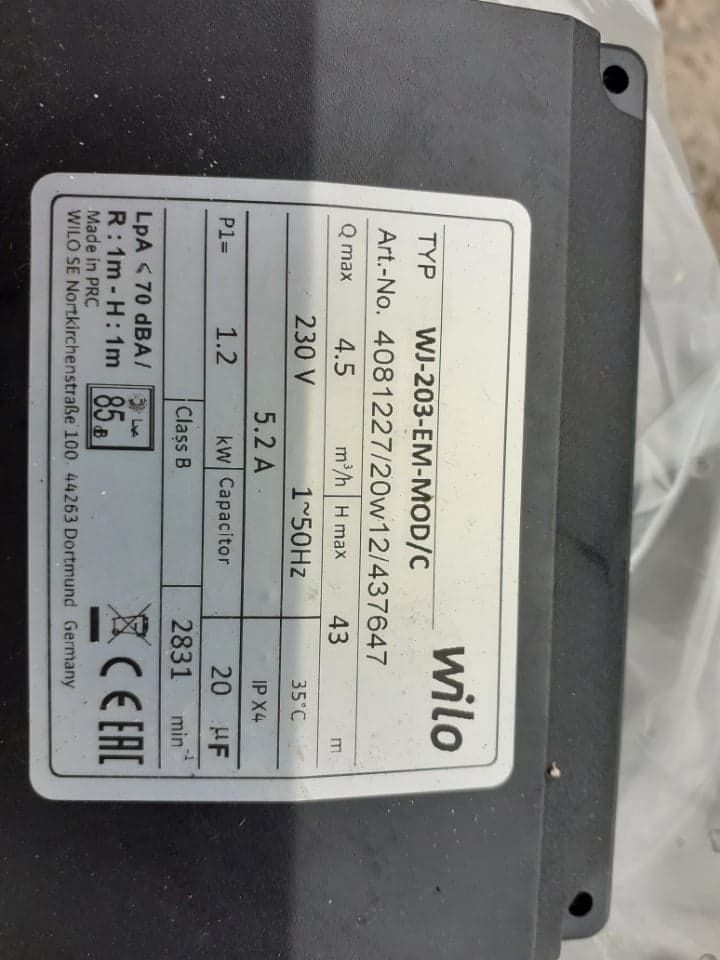 wilo
TYP WJ-203-EM-MOD/C
Art.-No. 4081227/20w12/437647
Q max 4.5 m³/h H max 43 m
230 V 1~50Hz 35°C
5.2 A IP X4
P1= 1.2 kW Capacitor 20 µF
Class B 2831 min⁻¹
LpA < 70 dBA/
R : 1m - H : 1m
LWA
85 dB
CE EAC
Made in PRC
WILO SE Nortkirchenstraße 100 44263 Dortmund Germany